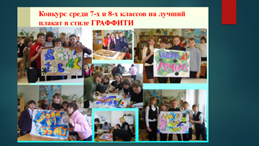 Конкурс среди 7-х и 8-х классов на лучший
плакат в стиле ГРАФФИТИ